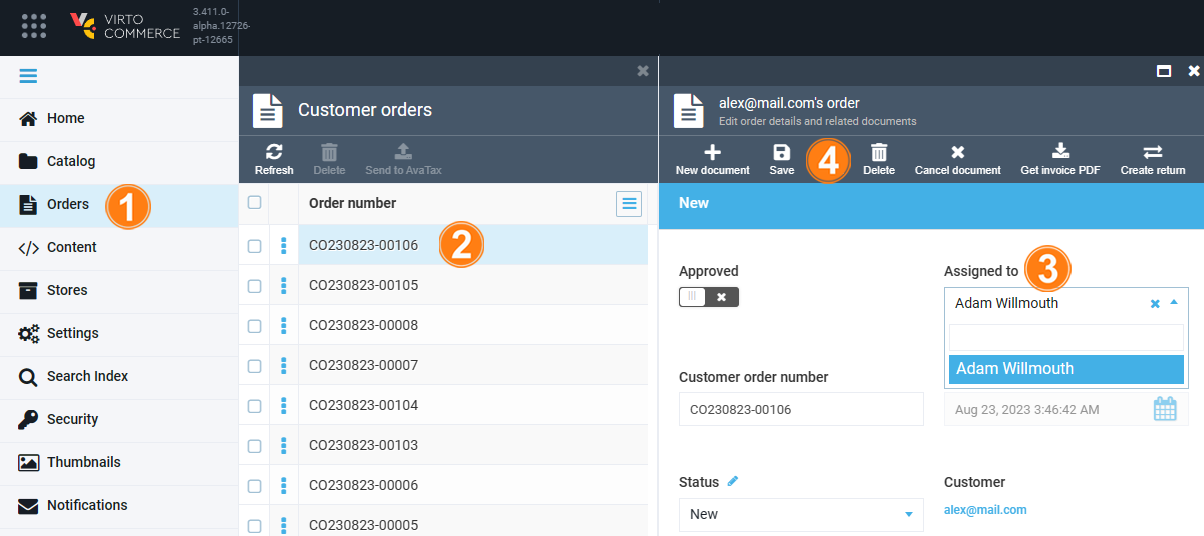 VIRTO
COMMERCE
3.411.0-
alpha.12726-
pt-12665
Home
Catalog
Orders
1
Content
Stores
Settings
Search Index
Security
Thumbnails
Notifications
Customer orders
Refresh
Delete
Send to AvaTax
Order number
CO230823-00106
2
CO230823-00105
CO230823-00008
CO230823-00007
CO230823-00104
CO230823-00103
CO230823-00006
CO230823-00005
alex@mail.com's order
Edit order details and related documents
New document
Save
4
Delete
Cancel document
Get invoice PDF
Create return
New
Approved
Assigned to
3
Adam Willmouth
Adam Willmouth
Customer order number
CO230823-00106
Aug 23, 2023 3:46:42 AM
Status
Customer
New
alex@mail.com